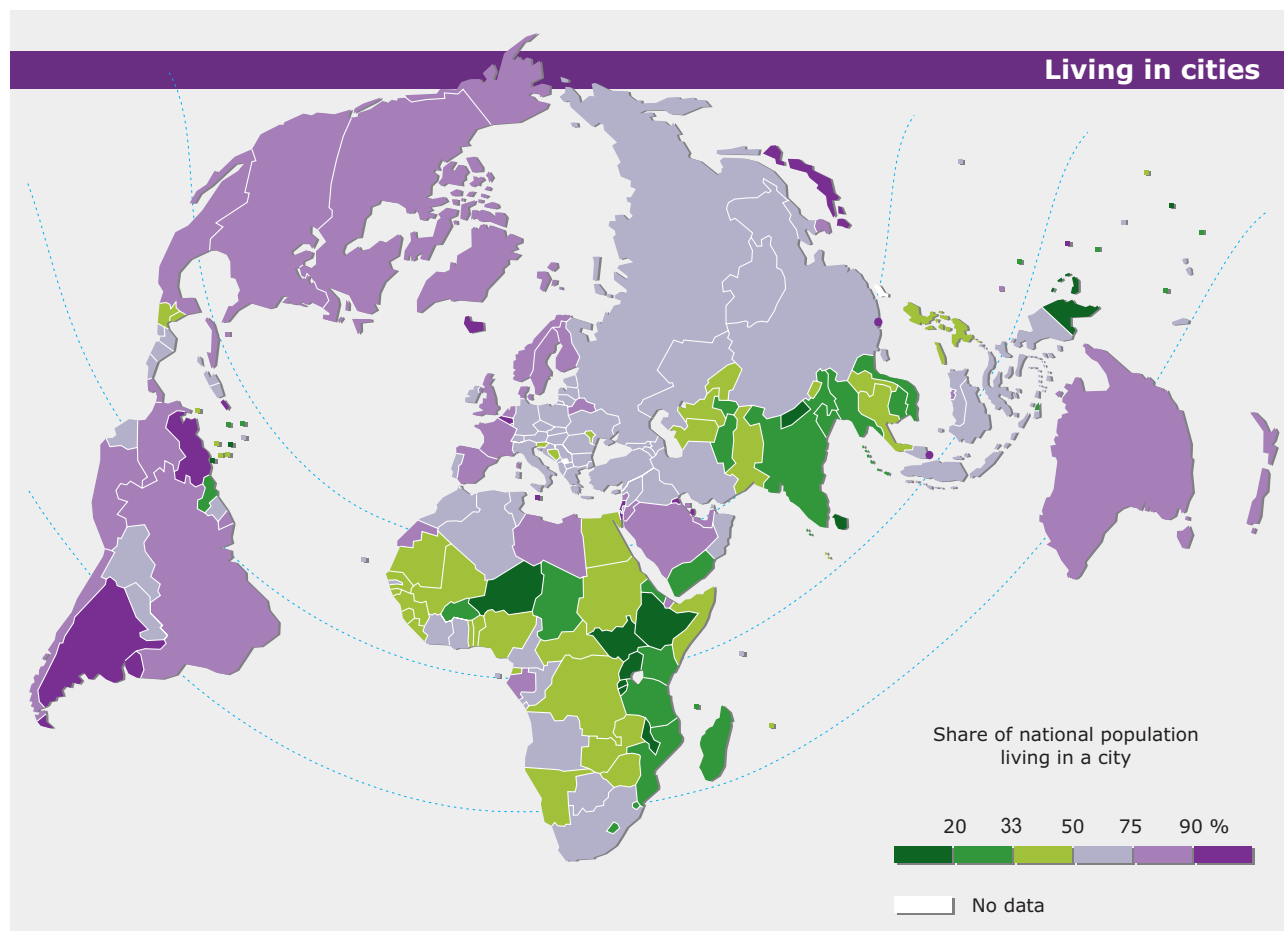 Living in cities
Share of national population
living in a city
20 33 50 75 90 %
No data